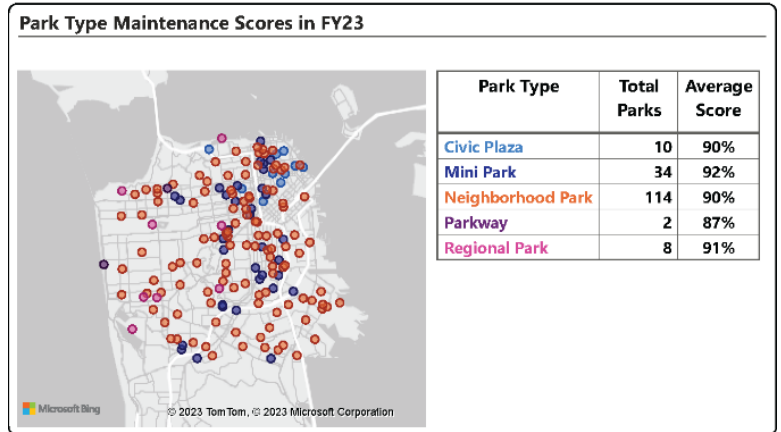 Park Type Maintenance Scores in FY23
Park Type Total Parks Average Score
Civic Plaza 10 90%
Mini Park 34 92%
Neighborhood Park 114 90%
Parkway 2 87%
Regional Park 8 91%
Microsoft Bing
© 2023 TomTom, © 2023 Microsoft Corporation